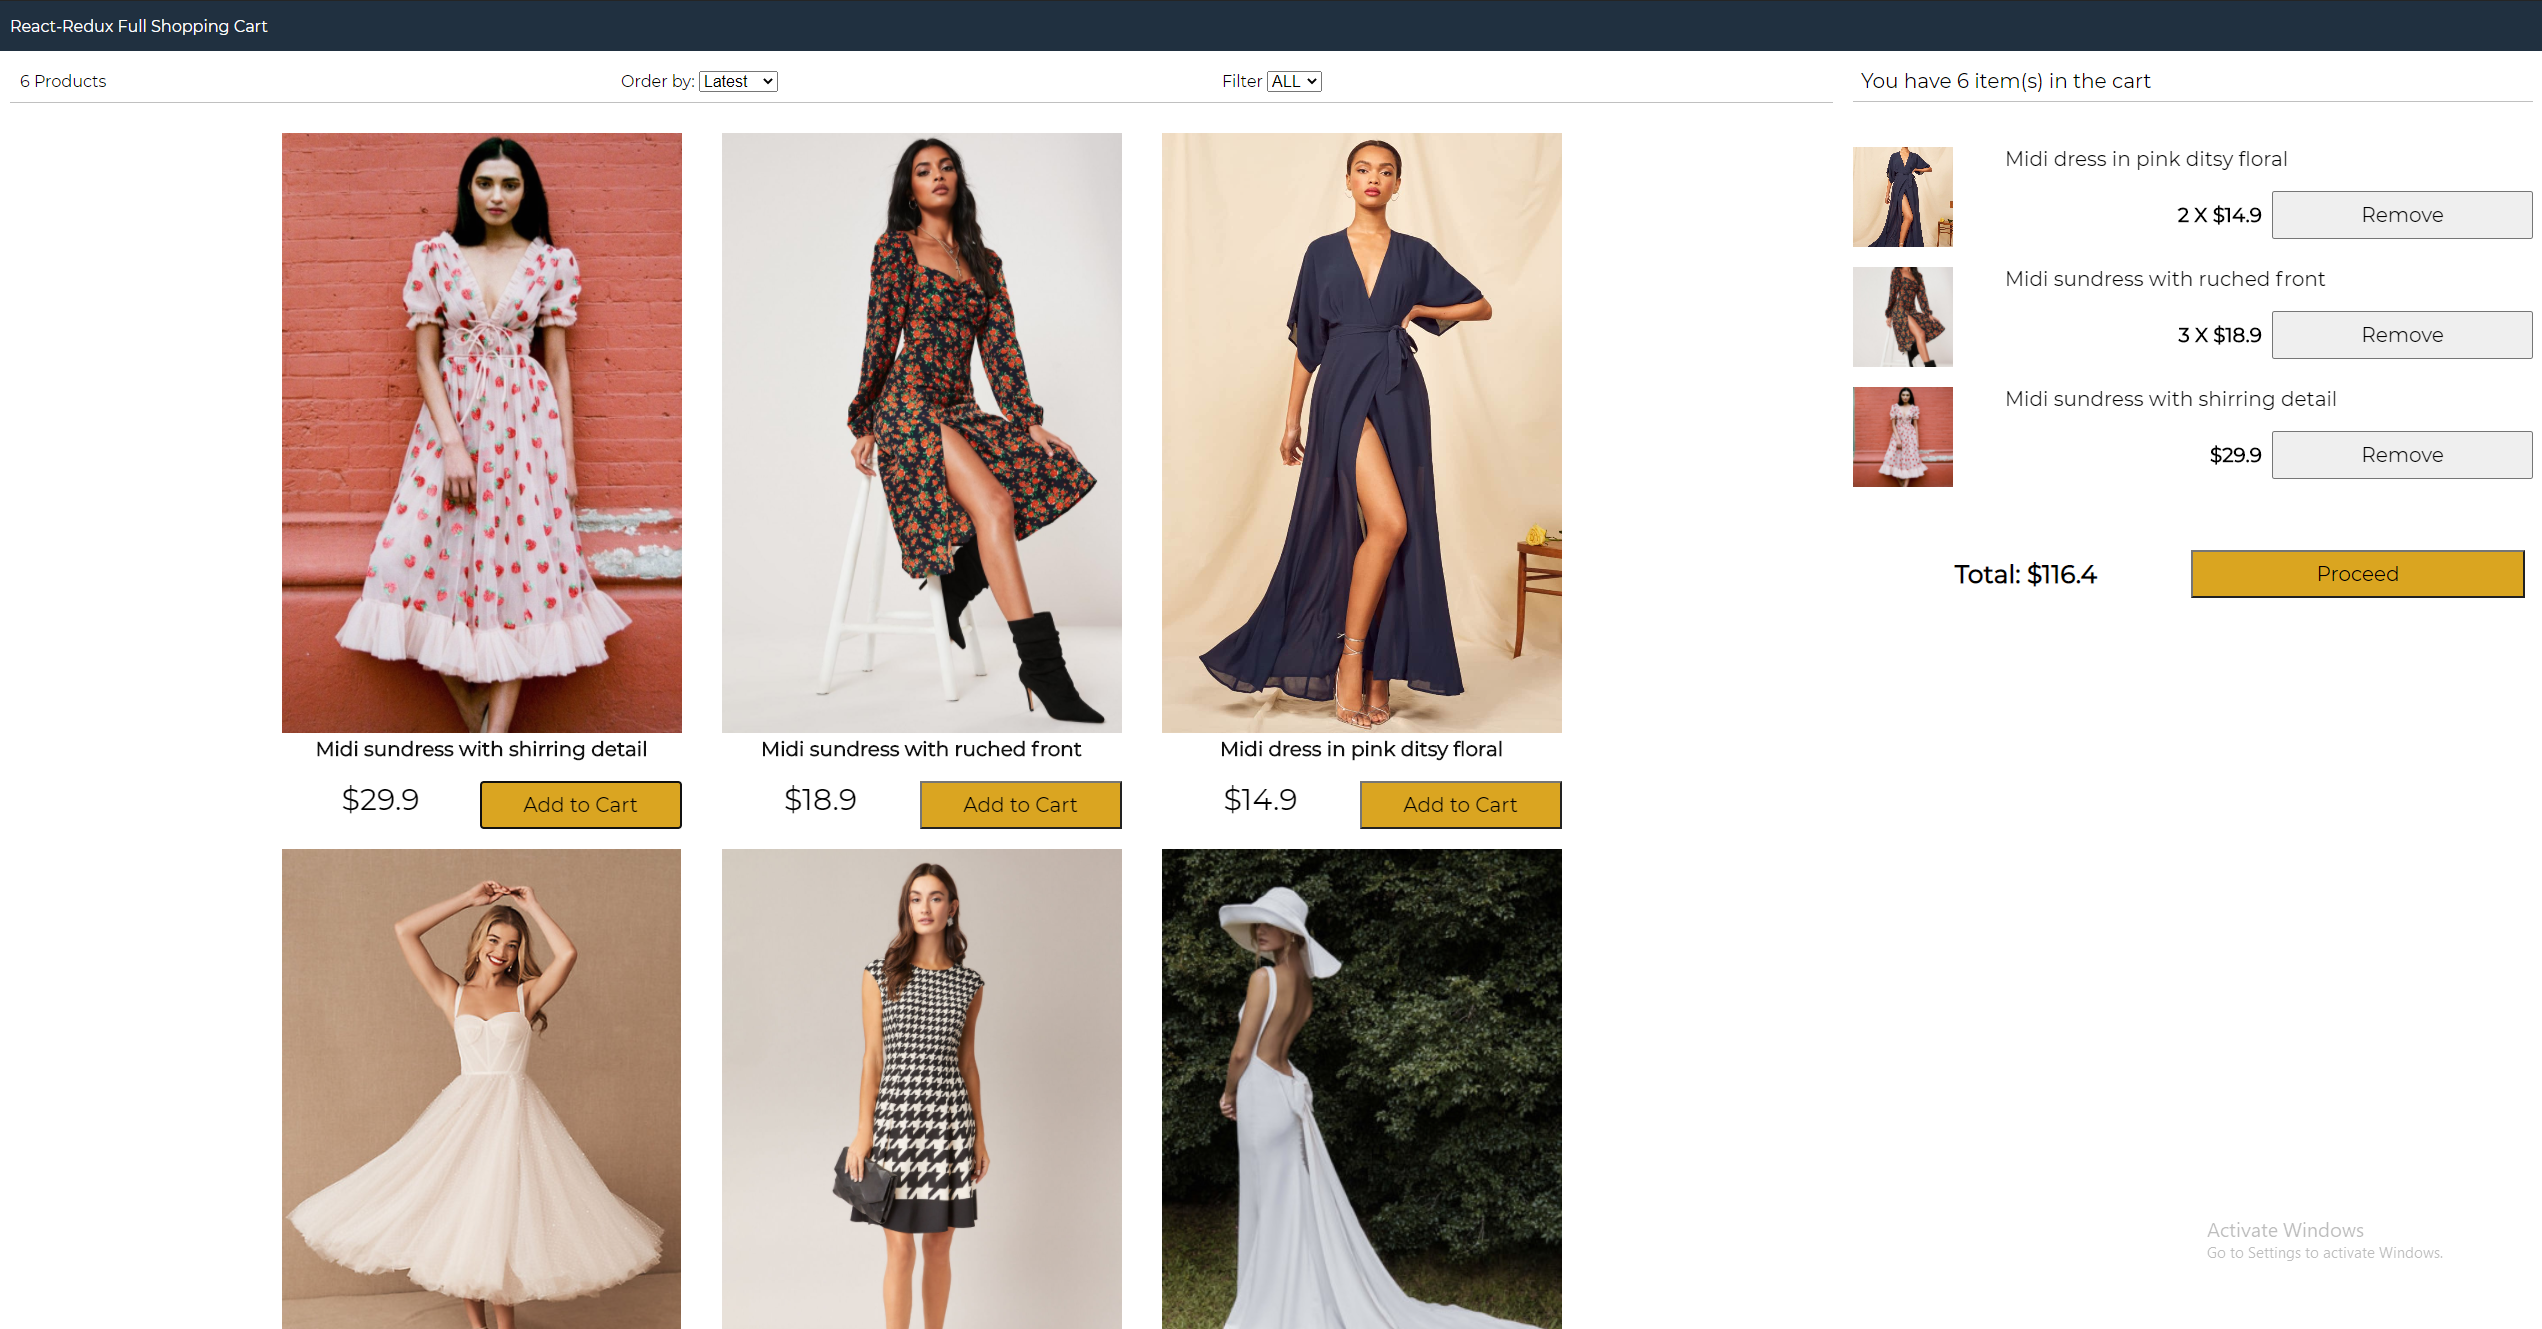 React-Redux Full Shopping Cart
6 Products
Order by: Latest
Filter ALL
You have 6 item(s) in the cart
Midi dress in pink ditsy floral
2 X $14.9 Remove
Midi sundress with ruched front
3 X $18.9 Remove
Midi sundress with shirring detail
$29.9 Remove
Total: $116.4 Proceed
Midi sundress with shirring detail
$29.9 Add to Cart
Midi sundress with ruched front
$18.9 Add to Cart
Midi dress in pink ditsy floral
$14.9 Add to Cart
Activate Windows
Go to Settings to activate Windows.